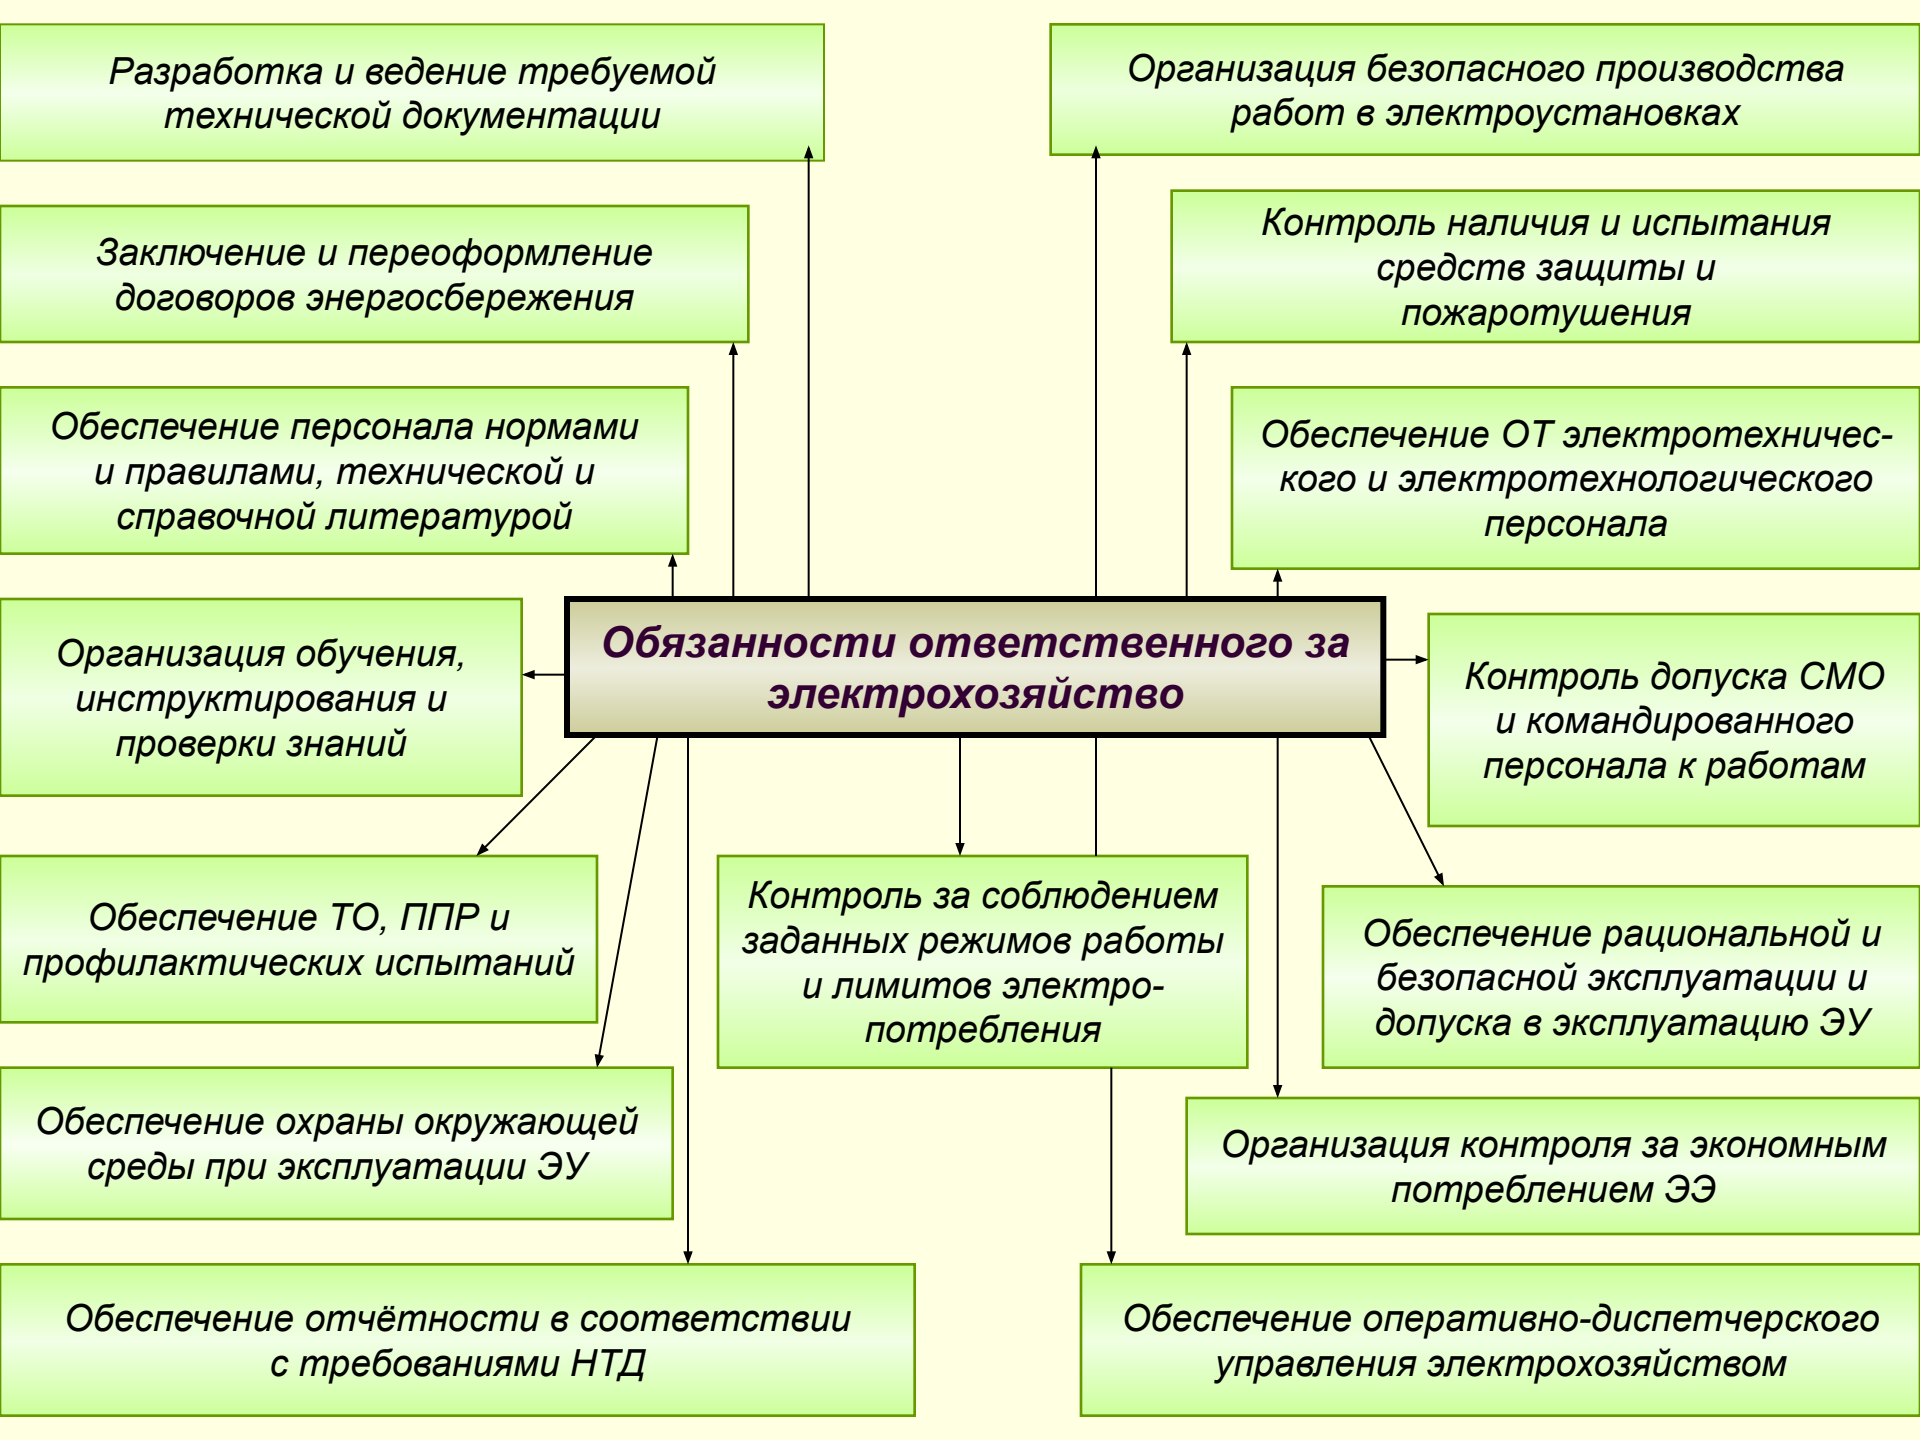 Разработка и ведение требуемой
технической документации
Организация безопасного производства
работ в электроустановках
Заключение и переоформление
договоров энергосбережения
Контроль наличия и испытания
средств защиты и
пожаротушения
Обеспечение персонала нормами
и правилами, технической и
справочной литературой
Обеспечение ОТ электротехничес-
кого и электротехнологического
персонала
Организация обучения,
инструктирования и
проверки знаний
Обязанности ответственного за
электрохозяйство
Контроль допуска СМО
и командированного
персонала к работам
Обеспечение ТО, ППР и
профилактических испытаний
Контроль за соблюдением
заданных режимов работы
и лимитов электро-
потребления
Обеспечение рациональной и
безопасной эксплуатации и
допуска в эксплуатацию ЭУ
Обеспечение охраны окружающей
среды при эксплуатации ЭУ
Организация контроля за экономным
потреблением ЭЭ
Обеспечение отчётности в соответствии
с требованиями НТД
Обеспечение оперативно-диспетчерского
управления электрохозяйством